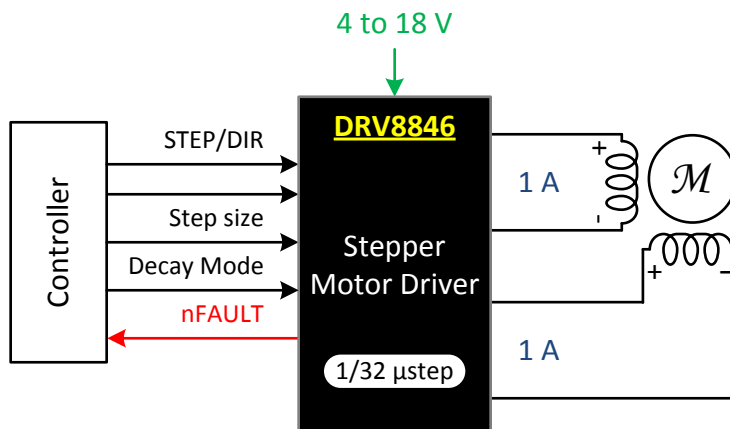 4 to 18 V
DRV8846
STEP/DIR
Controller
Step size
Decay Mode
nFAULT
Stepper
Motor Driver
1/32 µstep
1 A
+
-
M
+
-
1 A